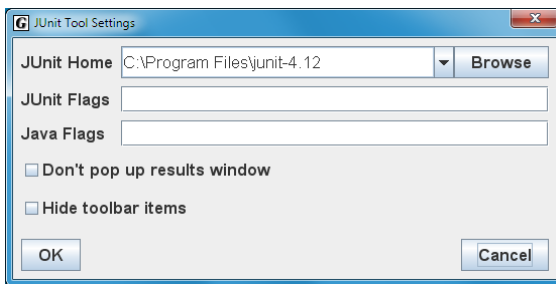 G JUnit Tool Settings
JUnit Home C:\Program Files\junit-4.12 Browse
JUnit Flags
Java Flags
Don't pop up results window
Hide toolbar items
OK Cancel